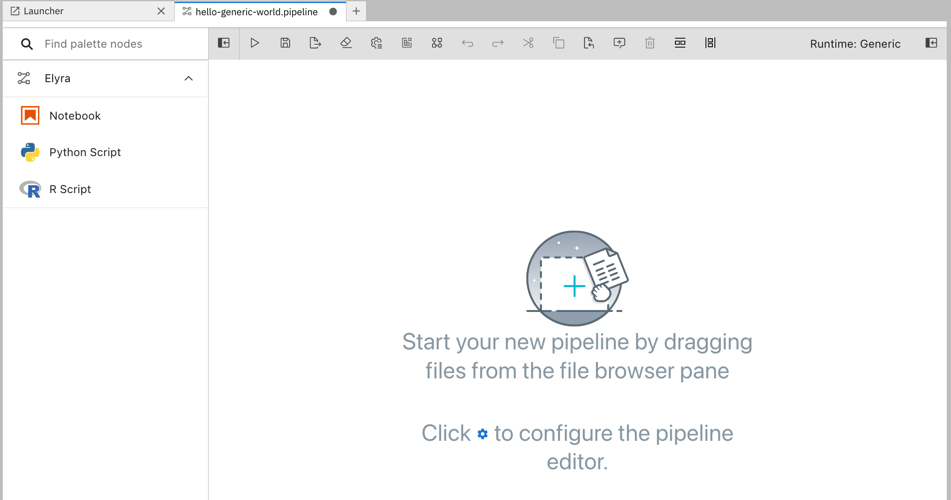 Launcher
hello-generic-world.pipeline
Find palette nodes
Runtime: Generic
Elyra
Notebook
Python Script
R Script
Start your new pipeline by dragging
files from the file browser pane
Click to configure the pipeline
editor.